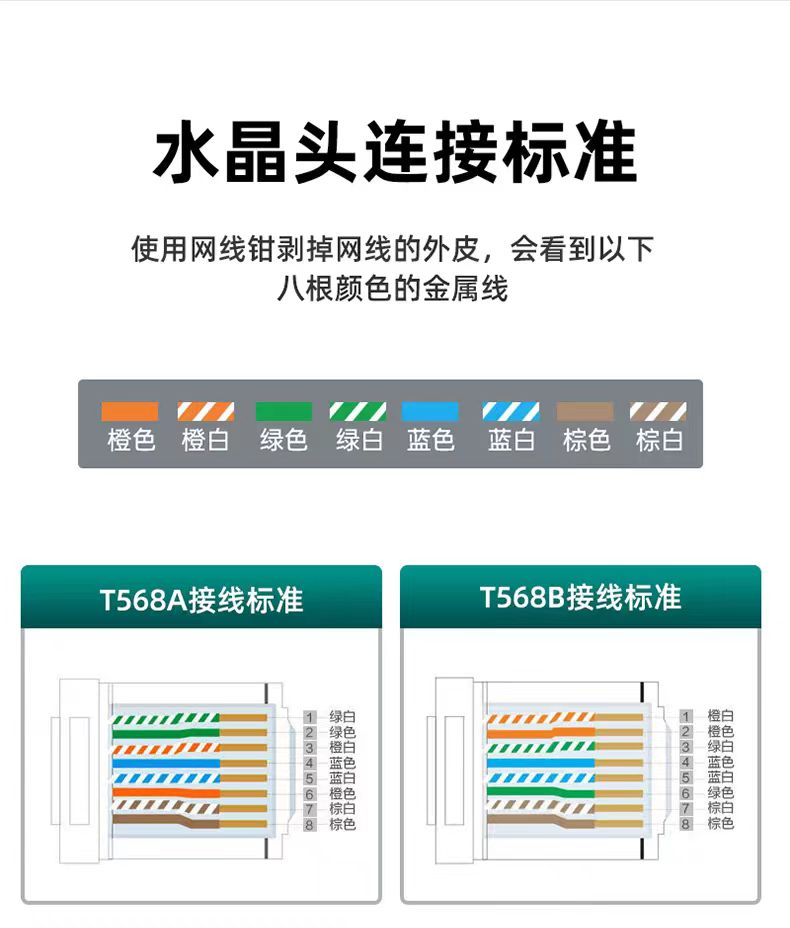 水晶头连接标准
使用网线钳剥掉网线的外皮，会看到以下
八根颜色的金属线
橙色 橙白 绿色 绿白 蓝色 蓝白 棕色 棕白
T568A接线标准
1 绿白
2 绿色
3 橙白
4 蓝色
5 蓝白
6 橙色
7 棕白
8 棕色
T568B接线标准
1 橙白
2 橙色
3 绿白
4 蓝色
5 蓝白
6 绿色
7 棕白
8 棕色